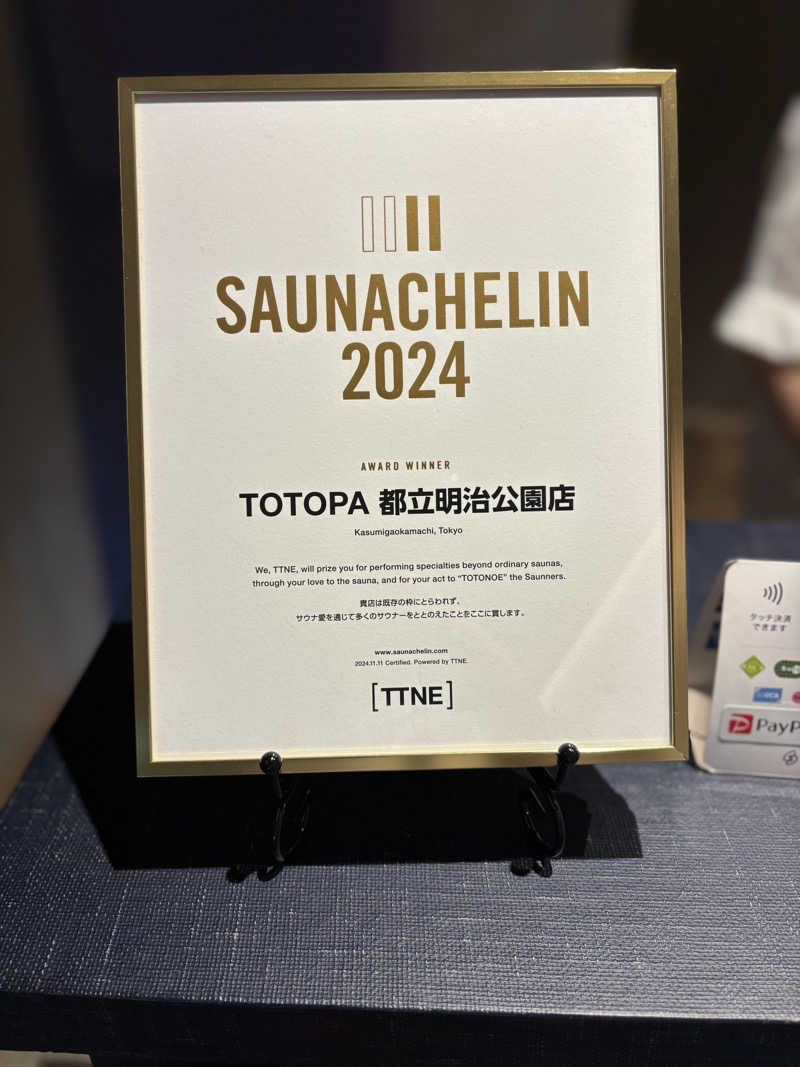 SAUNACHELIN
2024
AWARD WINNER
TOTOPA 都立明治公園店
Kasumigaokamachi, Tokyo
We, TTNE, will prize you for performing specialties beyond ordinary saunas,
through your love to the sauna, and for your act to “TOTONOE” the Saunners.
貴店は既存の枠にとらわれず、
サウナ愛を通じて多くのサウナーをととのえたことをここに賞します。
www.saunachelin.com
2024.11.11 Certified. Powered by TTNE.
[TTNE]
タッチ決済
できます
PayP